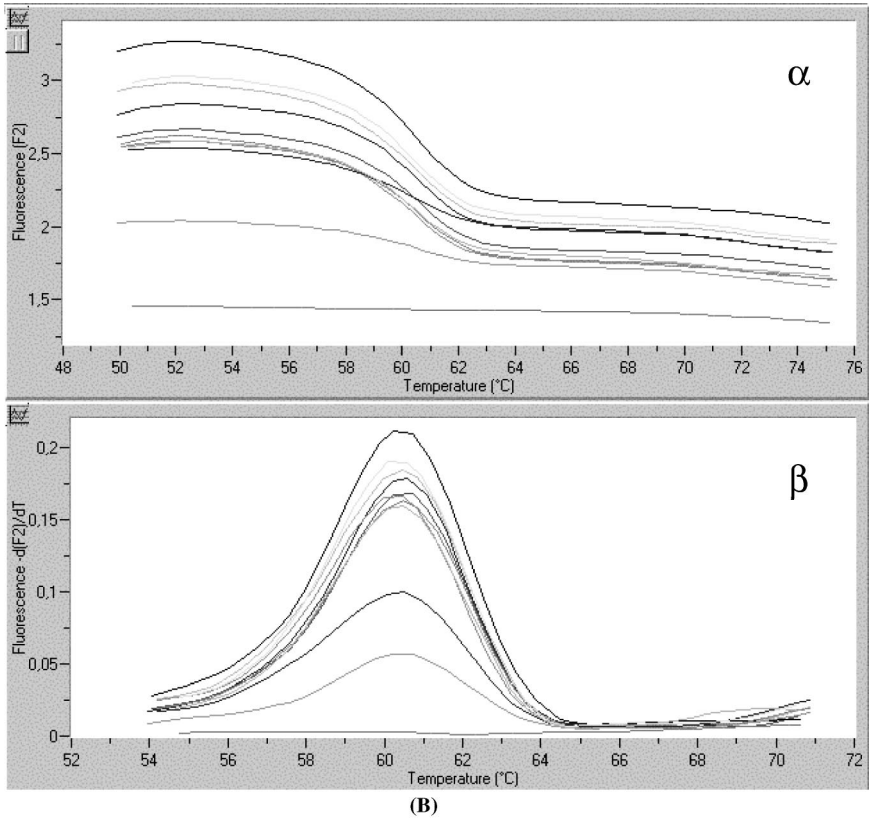 α
Fluorescence (F2)
3
2,5
2
1,5
48 50 52 54 56 58 60 62 64 66 68 70 72 74 76
Temperature (°C)
β
Fluorescence -d(F2)/dT
0,2
0,15
0,1
0,05
0
52 54 56 58 60 62 64 66 68 70 72
Temperature (°C)
(B)